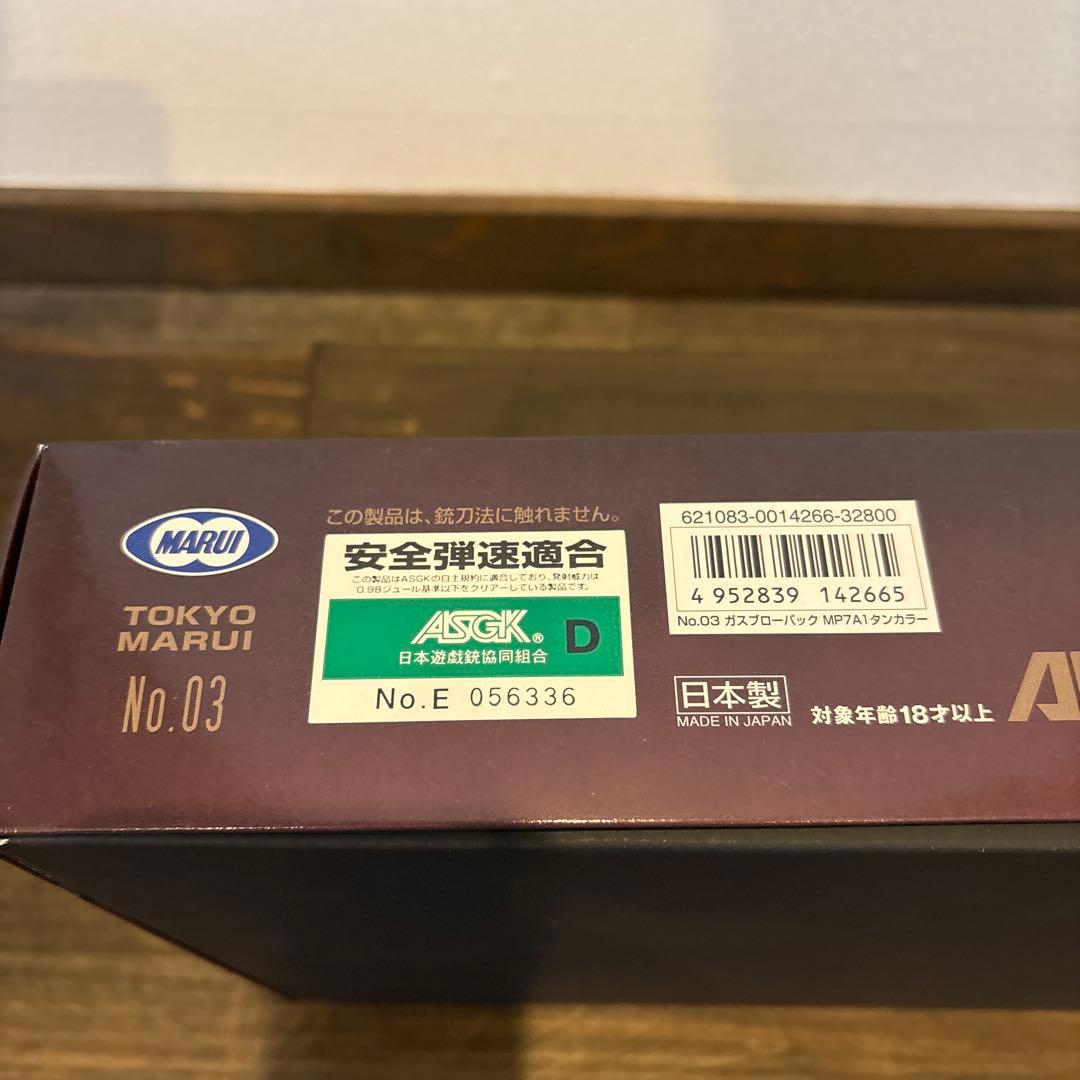 MARUI
TOKYO
MARUI
No.03
この製品は、銃刀法に触れません。
安全弾速適合
この製品はASGKの自主規約に適合しており、発射威力は
0.98ジュール基準以下をクリアーしている製品です。
ASGK® D
日本遊戯銃協同組合
No.E 056336
621083-0014266-32800
4 952839 142665
No.03 ガスブローバック MP7A1タンカラー
日本製
MADE IN JAPAN
対象年齢18才以上